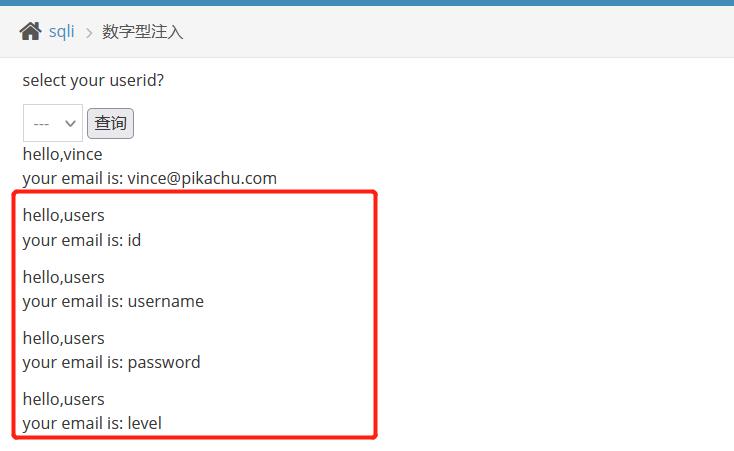 sqli > 数字型注入
select your userid?
--- 查询
hello,vince
your email is: vince@pikachu.com
hello,users
your email is: id
hello,users
your email is: username
hello,users
your email is: password
hello,users
your email is: level